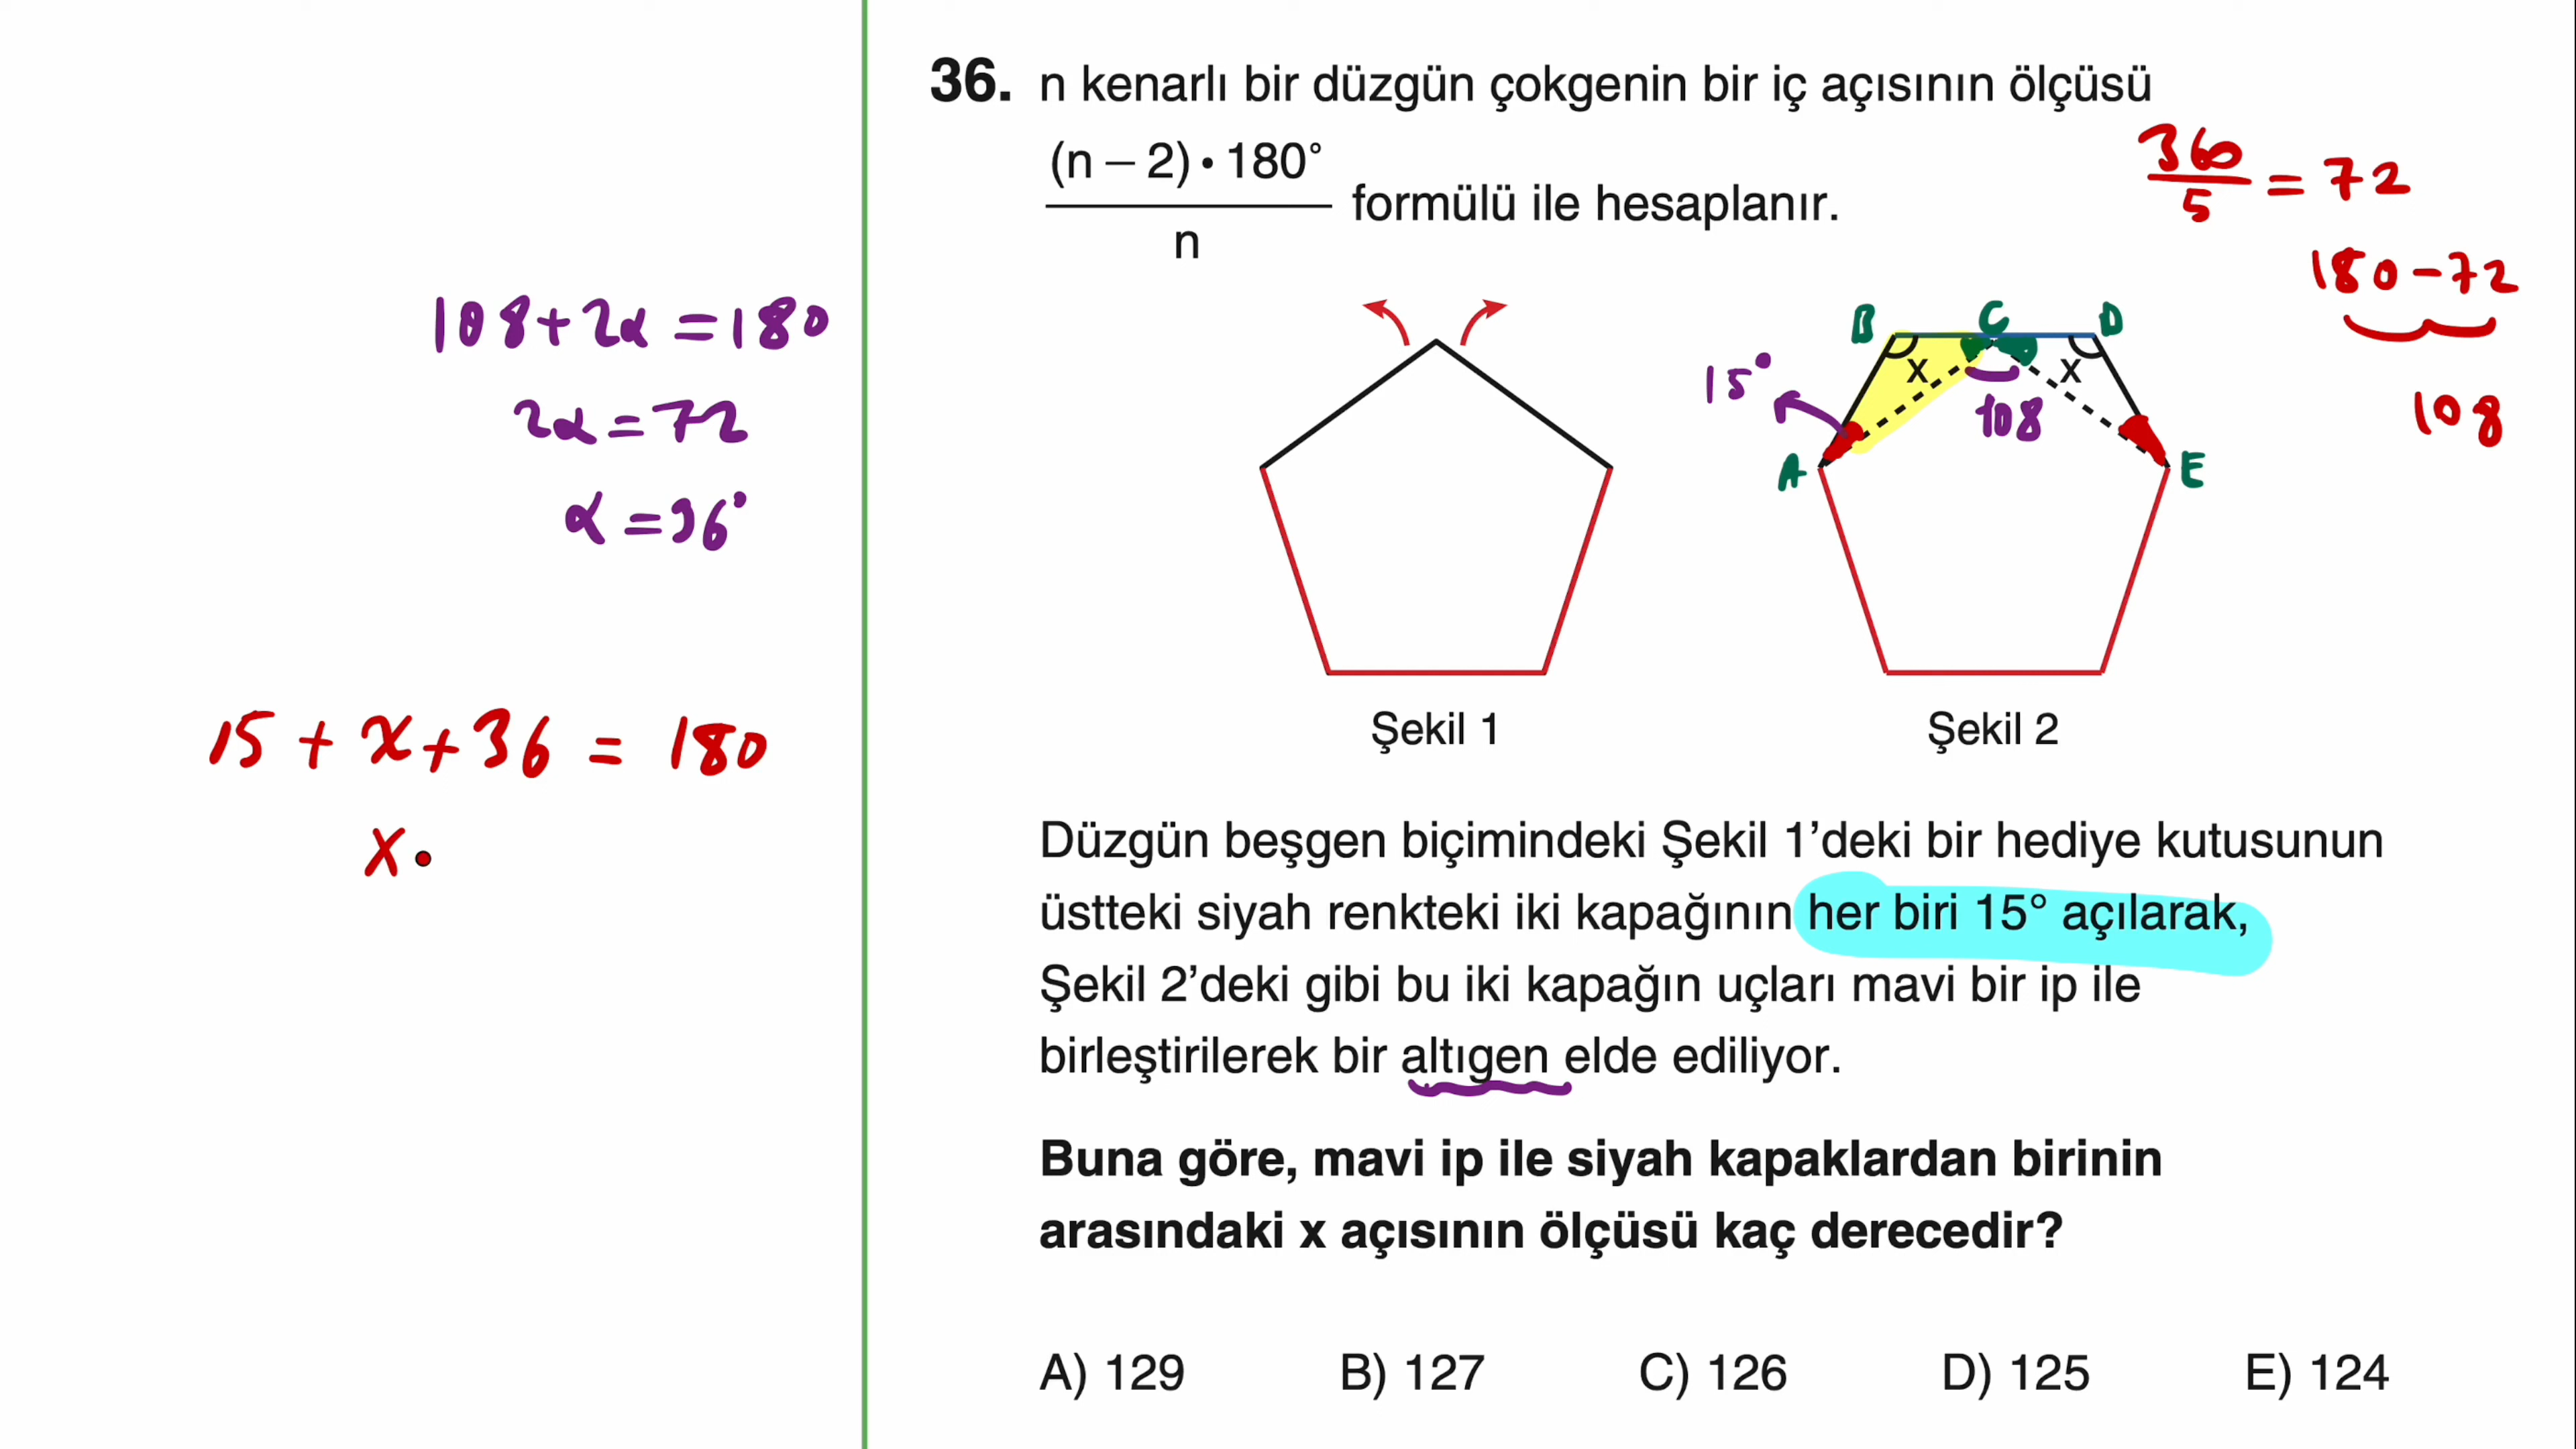 36. n kenarlı bir düzgün çokgenin bir iç açısının ölçüsü
(n – 2) • 180°
n
formülü ile hesaplanır.
360
5
= 72
180 - 72
108
108 + 2α = 180
2α = 72
α = 36°
15 + x + 36 = 180
x
B C D
15°
x x
108
A E
Şekil 1 Şekil 2
Düzgün beşgen biçimindeki Şekil 1’deki bir hediye kutusunun
üstteki siyah renkteki iki kapağının her biri 15° açılarak,
Şekil 2’deki gibi bu iki kapağın uçları mavi bir ip ile
birleştirilerek bir altıgen elde ediliyor.
Buna göre, mavi ip ile siyah kapaklardan birinin
arasındaki x açısının ölçüsü kaç derecedir?
A) 129 B) 127 C) 126 D) 125 E) 124